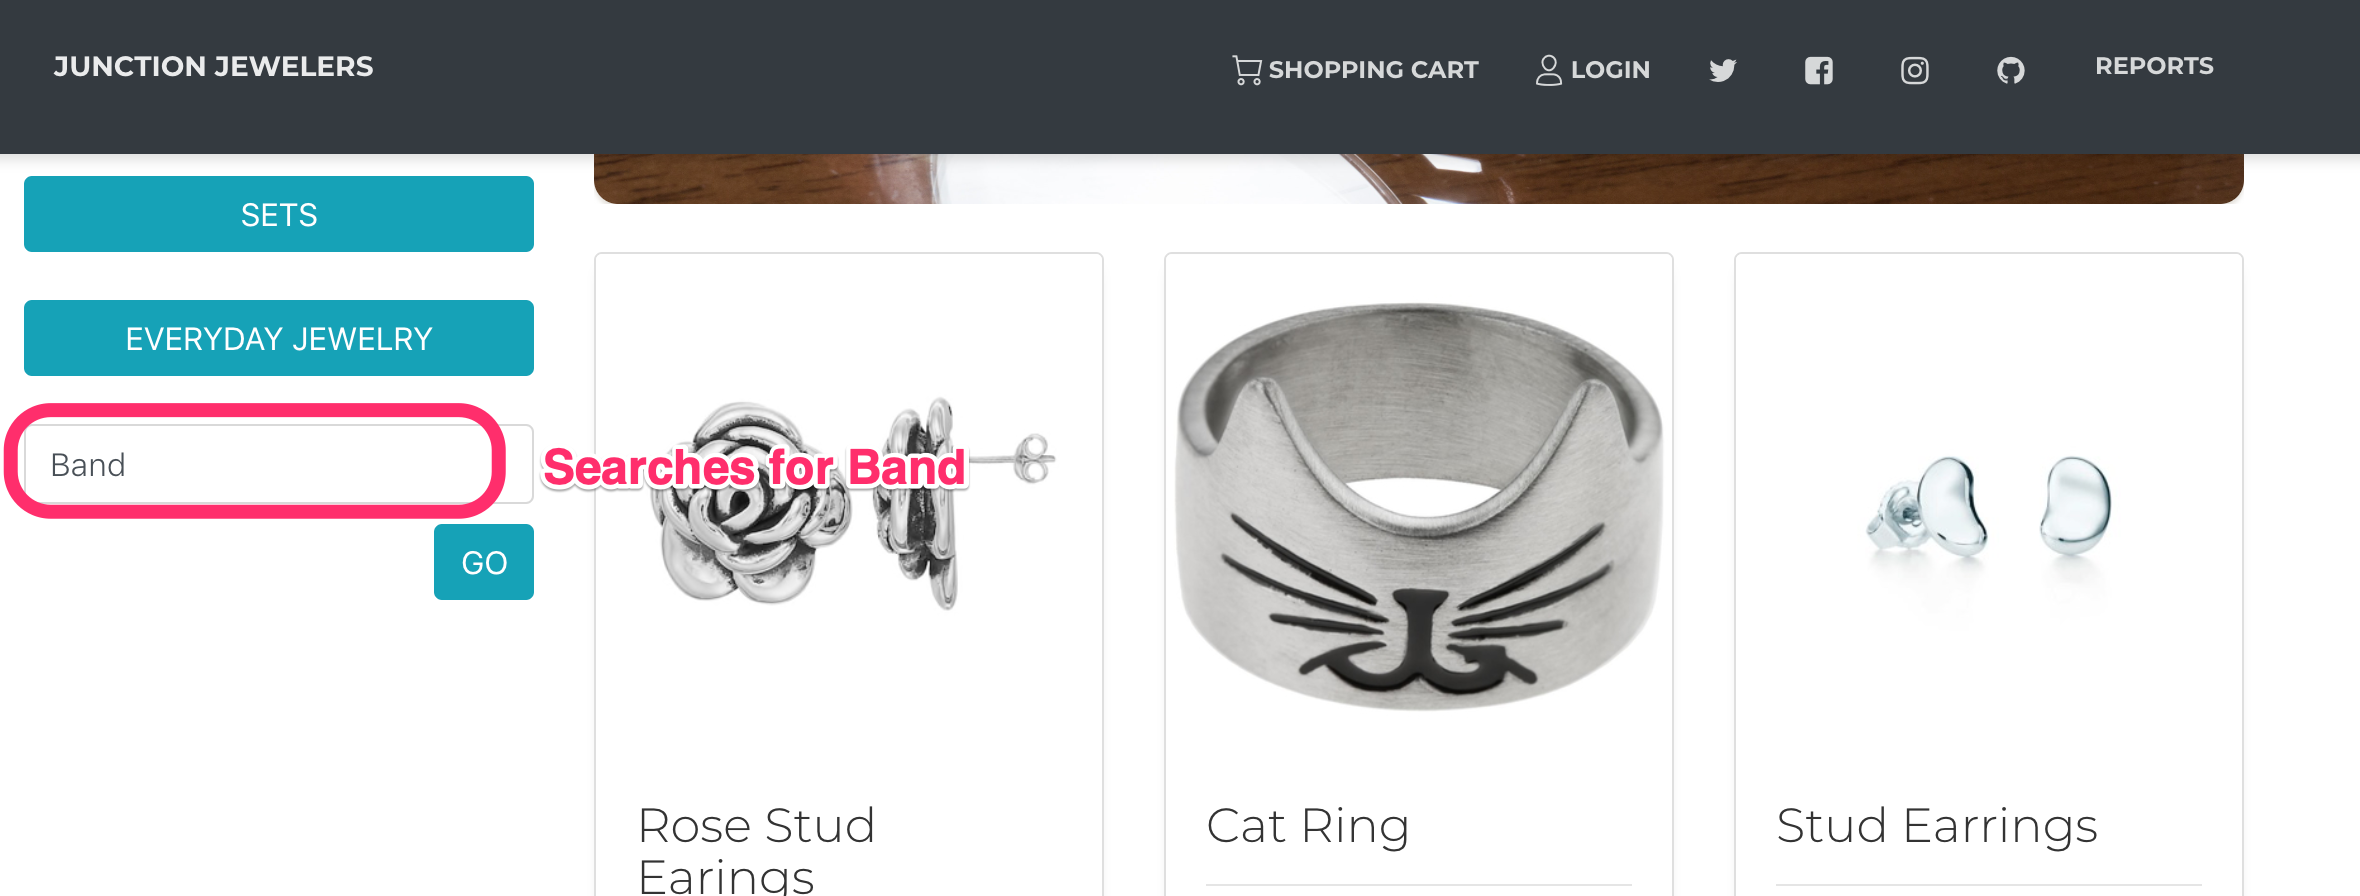 JUNCTION JEWELERS
SHOPPING CART
LOGIN
REPORTS
SETS
EVERYDAY JEWELRY
Band
Searches for Band
GO
Rose Stud
Earings
Cat Ring
Stud Earrings